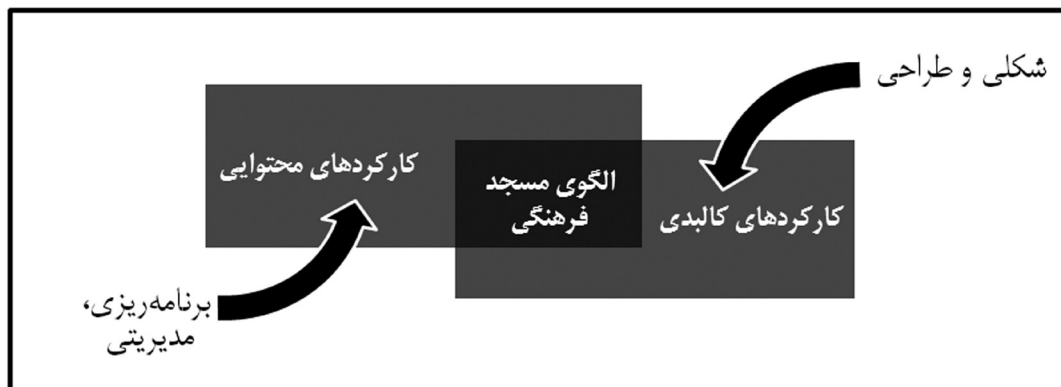 شکلی و طراحی
کارکردهای کالبدی
الگوی مسجد
فرهنگی
کارکردهای محتوایی
برنامه‌ریزی،
مدیریتی